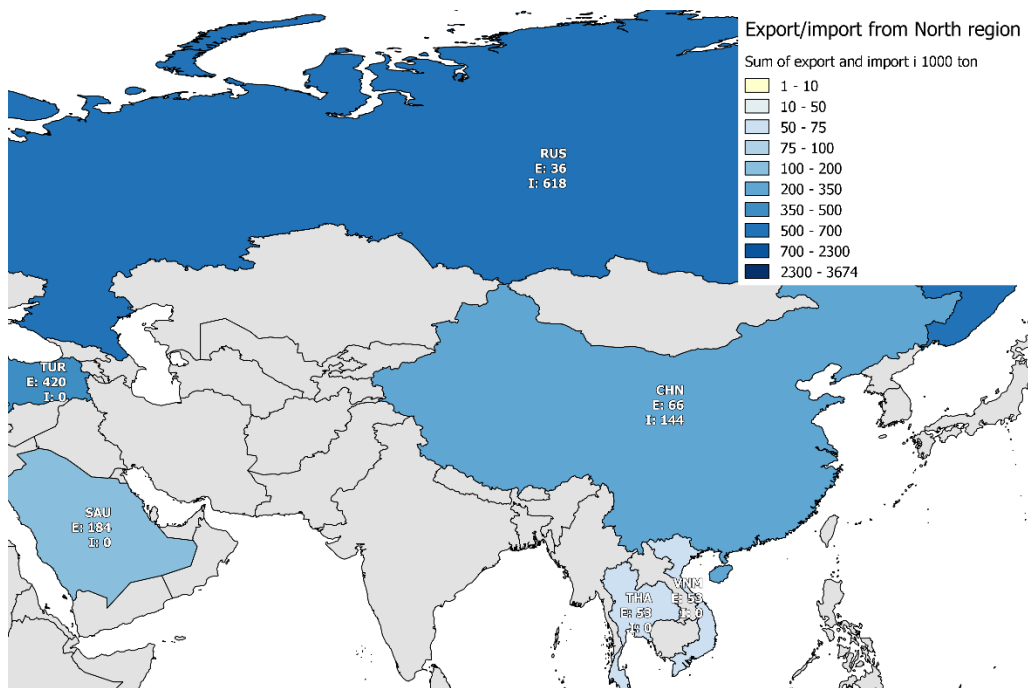 Export/import from North region
Sum of export and import i 1000 ton
1 - 10
10 - 50
50 - 75
75 - 100
100 - 200
200 - 350
350 - 500
500 - 700
700 - 2300
2300 - 3674
RUS
E: 36
I: 618
TUR
E: 420
I: 0
CHN
E: 66
I: 144
SAU
E: 184
I: 0
VNM
E: 53
I: 0
THA
E: 53
I: 0